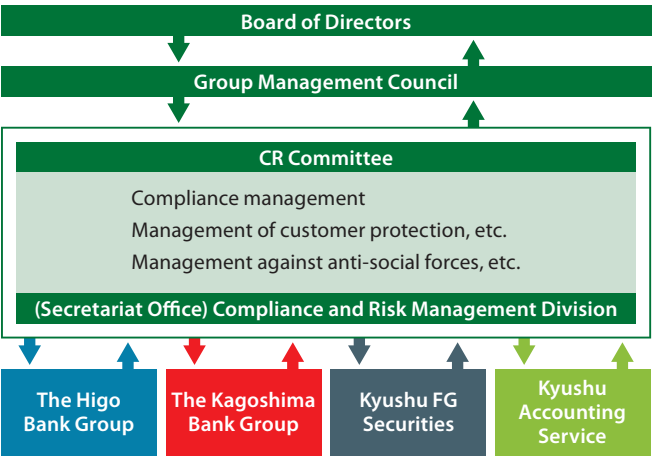 Board of Directors
Group Management Council
CR Committee
Compliance management
Management of customer protection, etc.
Management against anti-social forces, etc.
(Secretariat Office) Compliance and Risk Management Division
The Higo
Bank Group
The Kagoshima
Bank Group
Kyushu FG
Securities
Kyushu
Accounting
Service